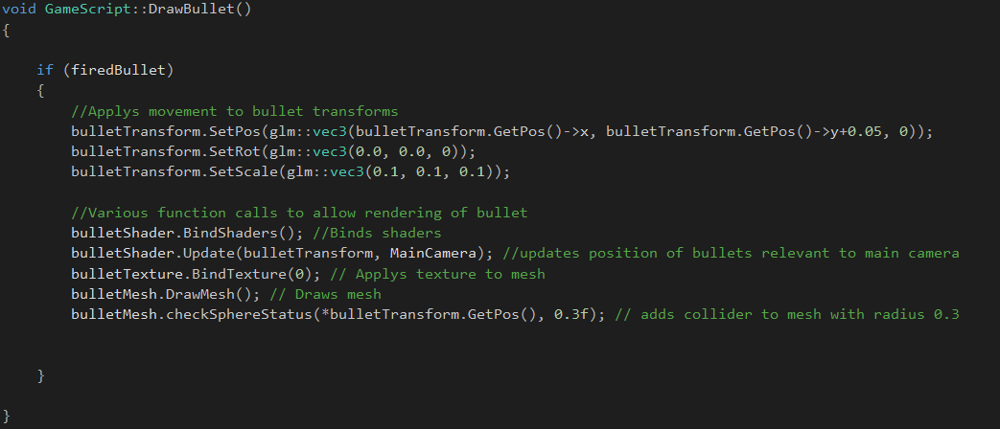 void GameScript::DrawBullet()
{
if (firedBullet)
{
//Applys movement to bullet transforms
bulletTransform.SetPos(glm::vec3(bulletTransform.GetPos()->x, bulletTransform.GetPos()->y+0.05, 0));
bulletTransform.SetRot(glm::vec3(0.0, 0.0, 0));
bulletTransform.SetScale(glm::vec3(0.1, 0.1, 0.1));
//Various function calls to allow rendering of bullet
bulletShader.BindShaders(); //Binds shaders
bulletShader.Update(bulletTransform, MainCamera); //updates position of bullets relevant to main camera
bulletTexture.BindTexture(0); // Applys texture to mesh
bulletMesh.DrawMesh(); // Draws mesh
bulletMesh.checkSphereStatus(*bulletTransform.GetPos(), 0.3f); // adds collider to mesh with radius 0.3
}
}